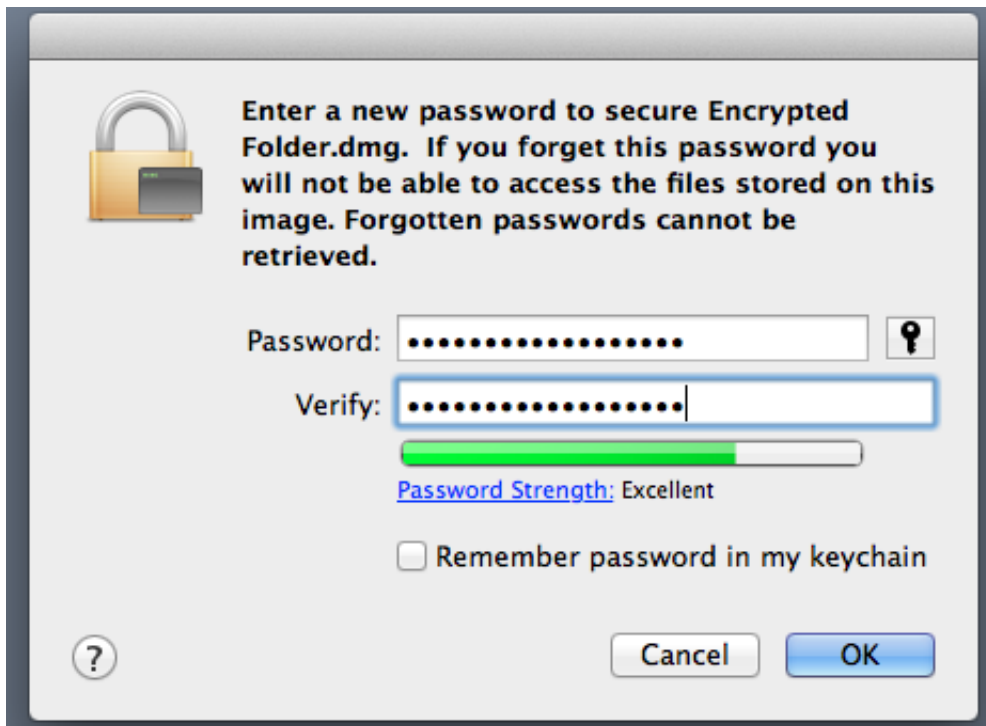 Enter a new password to secure Encrypted
Folder.dmg.  If you forget this password you
will not be able to access the files stored on this
image. Forgotten passwords cannot be
retrieved.
Password: ••••••••••••••••••
Verify: ••••••••••••••••••
Password Strength: Excellent
Remember password in my keychain
? Cancel OK